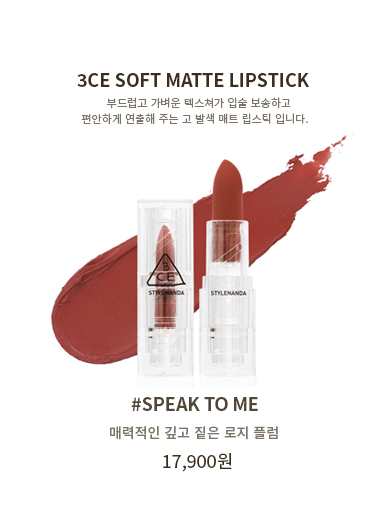 3CE SOFT MATTE LIPSTICK
부드럽고 가벼운 텍스쳐가 입술 보송하고
편안하게 연출해 주는 고 발색 매트 립스틱 입니다.
3
CE
STYLENANDA
STYLENANDA
#SPEAK TO ME
매력적인 깊고 짙은 로지 플럼
17,900원